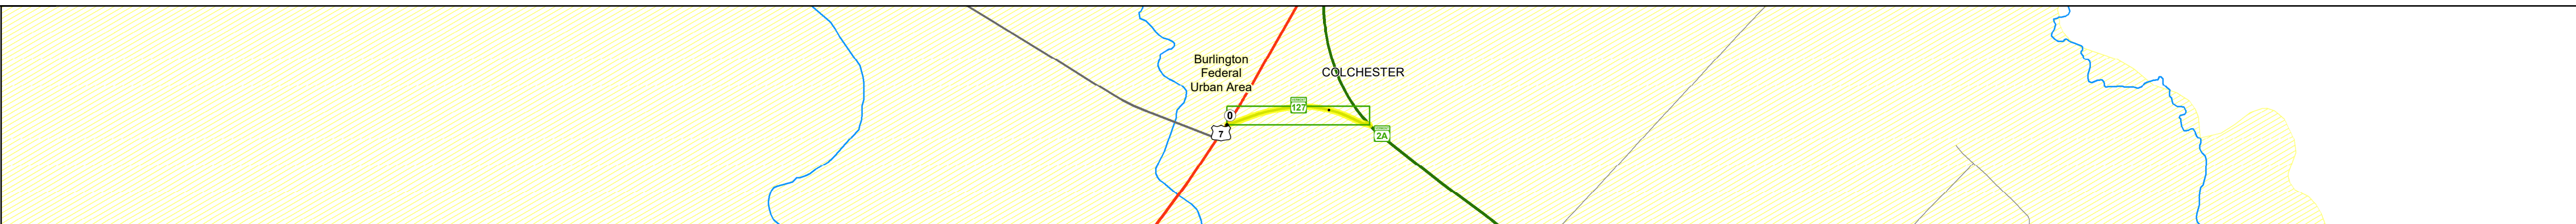 Burlington
Federal
Urban Area
COLCHESTER
127
0
7
2A